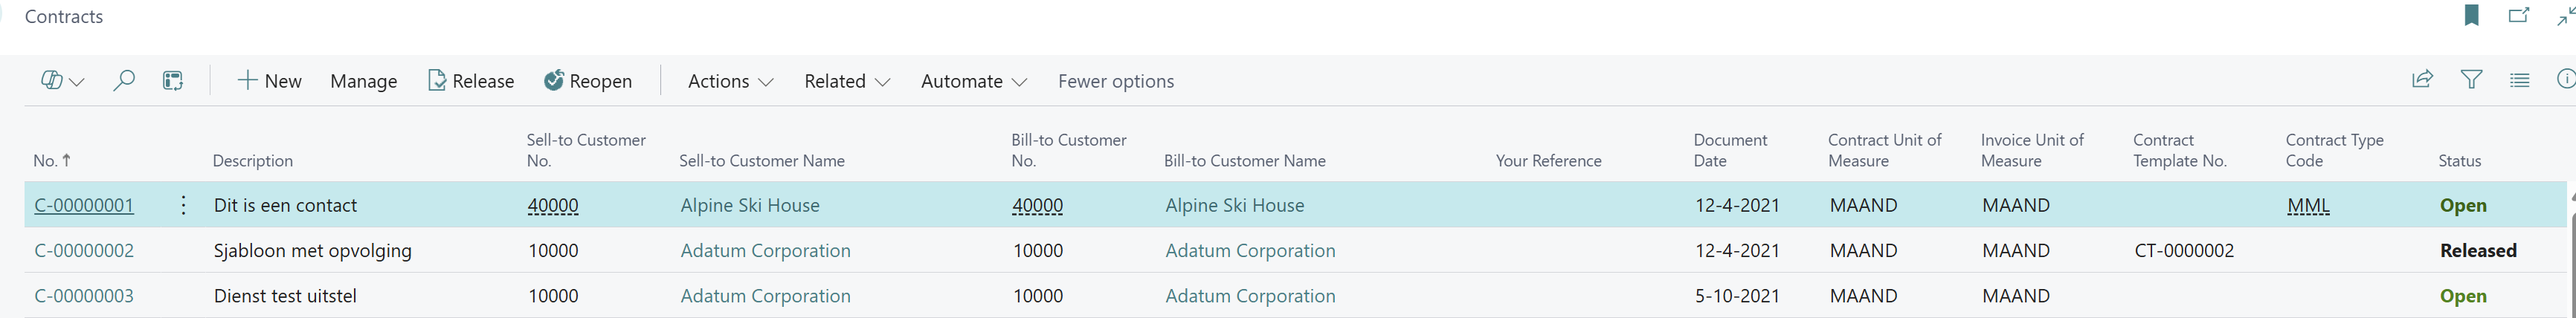 Contracts
New Manage Release Reopen Actions Related Automate Fewer options
No. Description Sell-to Customer No. Sell-to Customer Name Bill-to Customer No. Bill-to Customer Name Your Reference Document Date Contract Unit of Measure Invoice Unit of Measure Contract Template No. Contract Type Code Status
C-00000001 Dit is een contact 40000 Alpine Ski House 40000 Alpine Ski House 12-4-2021 MAAND MAAND MML Open
C-00000002 Sjabloon met opvolging 10000 Adatum Corporation 10000 Adatum Corporation 12-4-2021 MAAND MAAND CT-0000002 Released
C-00000003 Dienst test uitstel 10000 Adatum Corporation 10000 Adatum Corporation 5-10-2021 MAAND MAAND Open